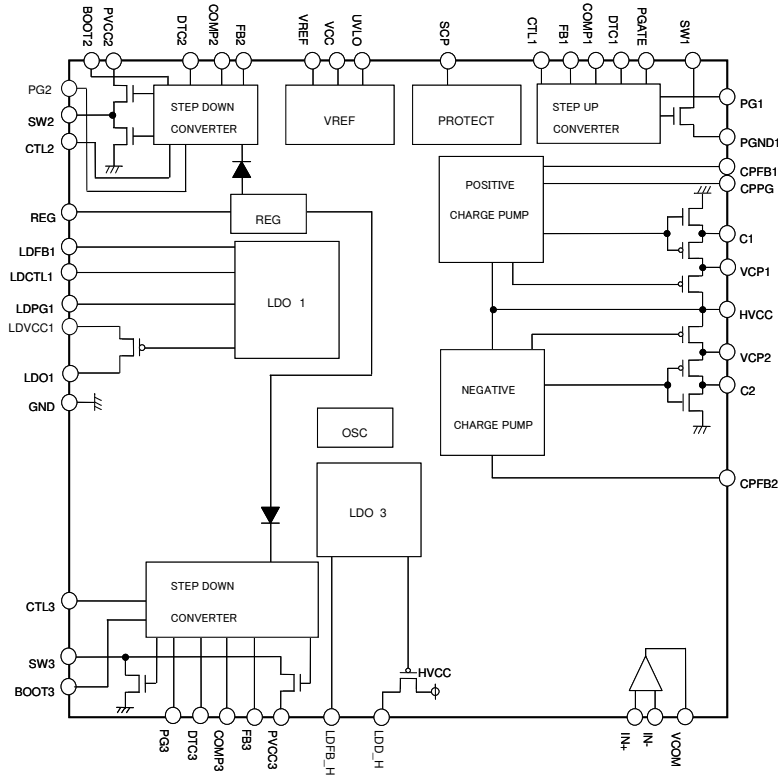 BOOT2
PVCC2
DTC2
COMP2
FB2
VREF
VCC
UVLO
SCP
CTL1
FB1
COMP1
DTC1
PGATE
SW1
PG2
SW2
CTL2
REG
LDFB1
LDCTL1
LDPG1
LDVCC1
LDO1
GND
CTL3
SW3
BOOT3
STEP DOWN
CONVERTER
VREF
PROTECT
STEP UP
CONVERTER
REG
LDO 1
POSITIVE
CHARGE PUMP
NEGATIVE
CHARGE PUMP
OSC
LDO 3
STEP DOWN
CONVERTER
HVCC
PG1
PGND1
CPFB1
CPPG
C1
VCP1
HVCC
VCP2
C2
CPFB2
PG3
DTC3
COMP3
FB3
PVCC3
LDFB_H
LDD_H
IN+
IN-
VCOM